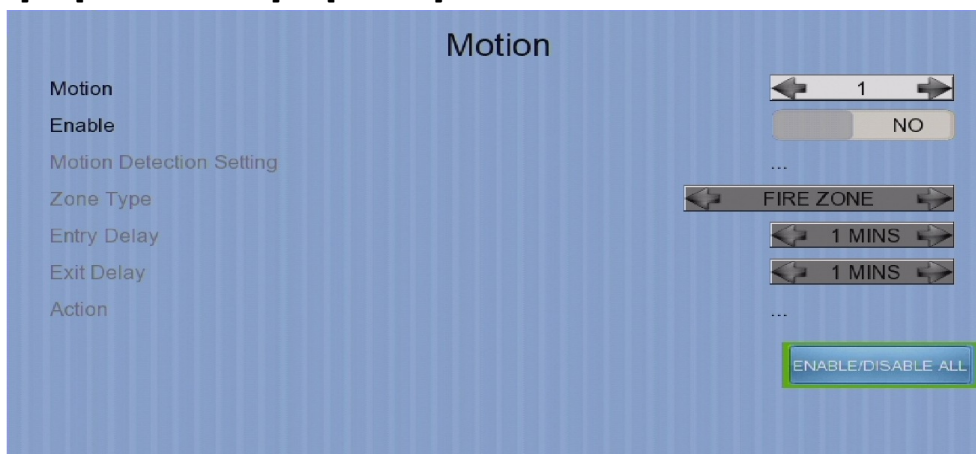 Motion
Motion 1
Enable NO
Motion Detection Setting ...
Zone Type FIRE ZONE
Entry Delay 1 MINS
Exit Delay 1 MINS
Action ...
ENABLE/DISABLE ALL